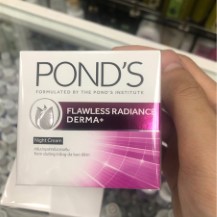 POND'S
FORMULATED BY THE POND'S INSTITUTE
FLAWLESS RADIANCE
DERMA+
Night Cream